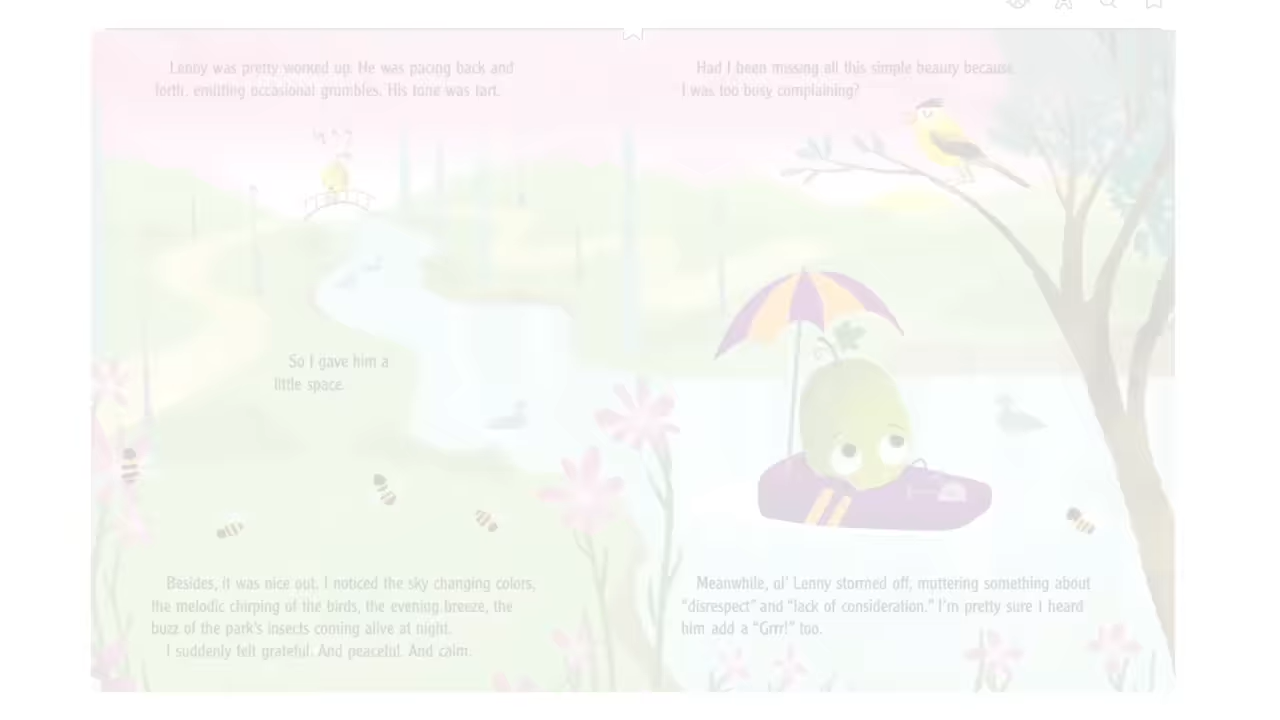 Lenny was pretty worked up. He was pacing back and
forth, emitting occasional grumbles. His tone was tart.
So I gave him a
little space.
Besides, it was nice out. I noticed the sky changing colors,
the melodic chirping of the birds, the evening breeze, the
buzz of the park's insects coming alive at night.
I suddenly felt grateful. And peaceful. And calm.
Had I been missing all this simple beauty because
I was too busy complaining?
Meanwhile, ol' Lenny stormed off, muttering something about
“disrespect” and “lack of consideration.” I'm pretty sure I heard
him add a “Grrr!” too.